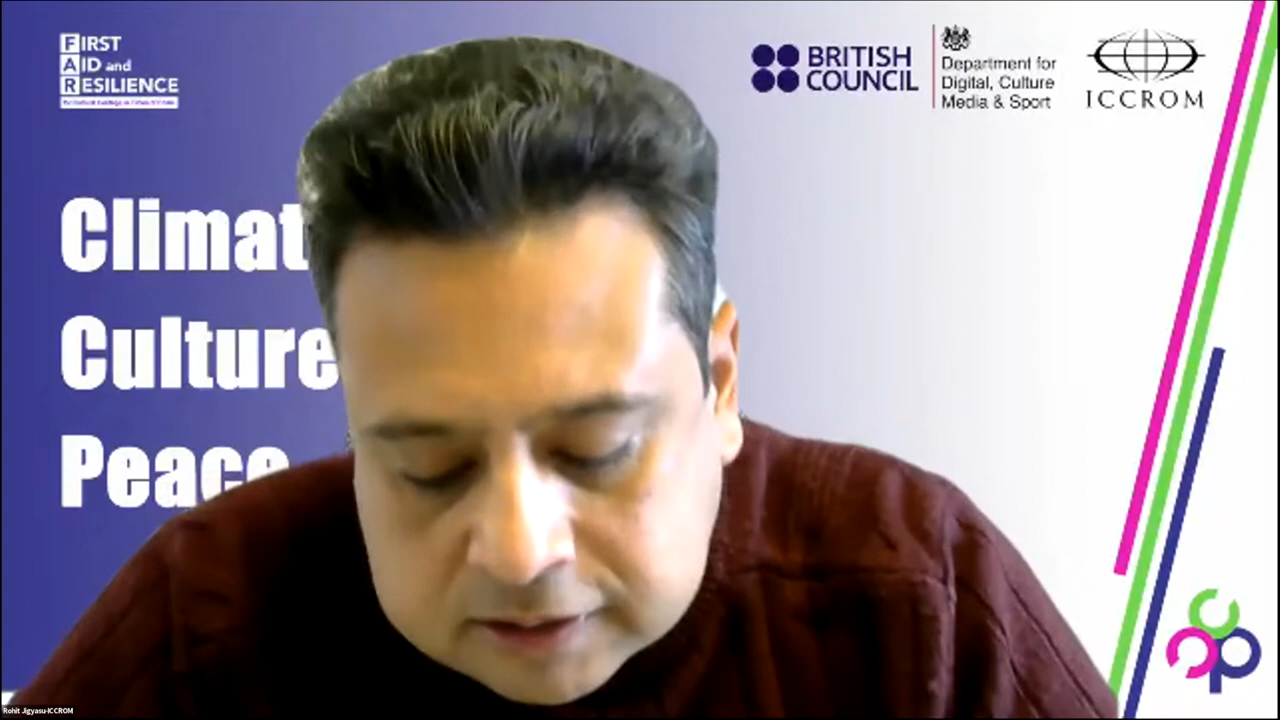 FIRST
AID and
RESILIENCE
BRITISH
COUNCIL
Department for
Digital, Culture
Media & Sport
ICCROM
Climat
Culture
Peace
Rohit Jigyasu-ICCROM